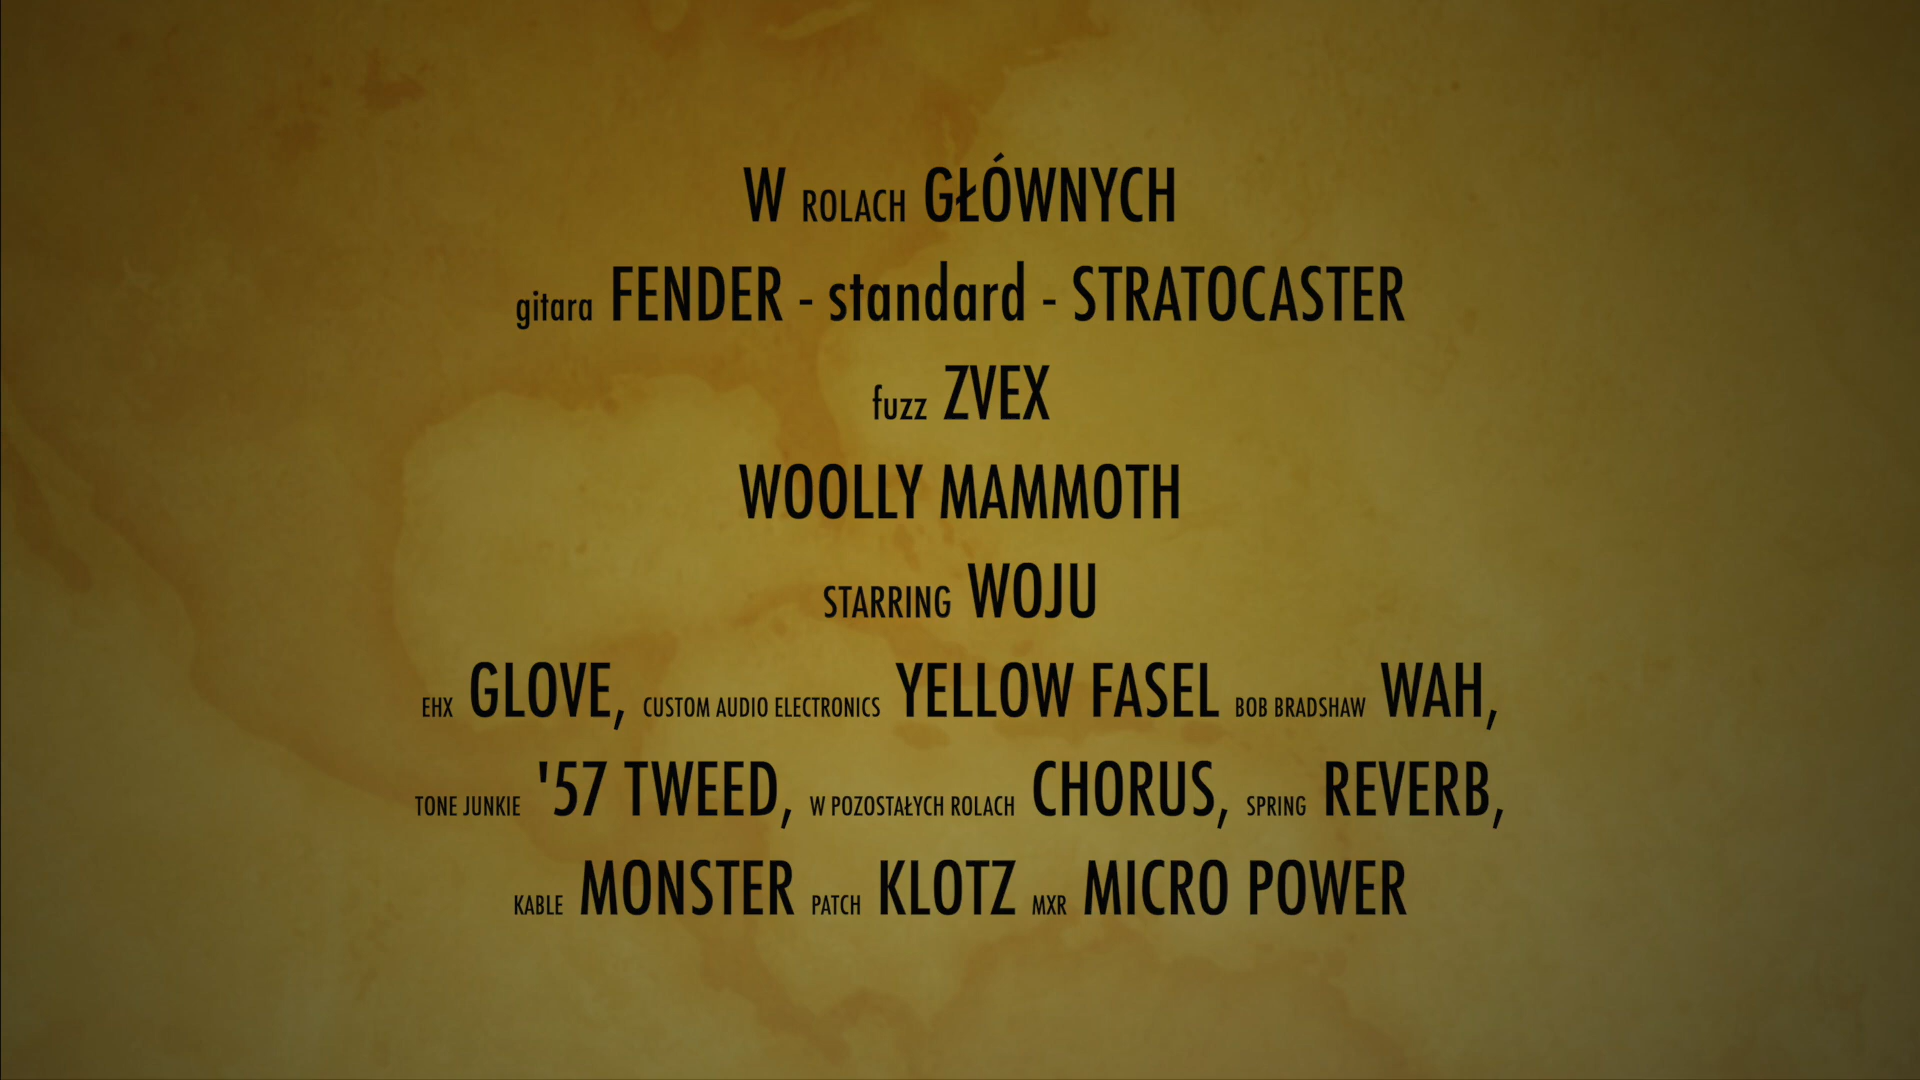 W ROLACH GŁÓWNYCH
gitara FENDER - standard - STRATOCASTER
fuzz ZVEX
WOOLLY MAMMOTH
STARRING WOJU
EHX GLOVE, CUSTOM AUDIO ELECTRONICS YELLOW FASEL BOB BRADSHAW WAH,
TONE JUNKIE '57 TWEED, W POZOSTAłYCH ROLACH CHORUS, SPRING REVERB,
KABLE MONSTER PATCH KLOTZ MXR MICRO POWER